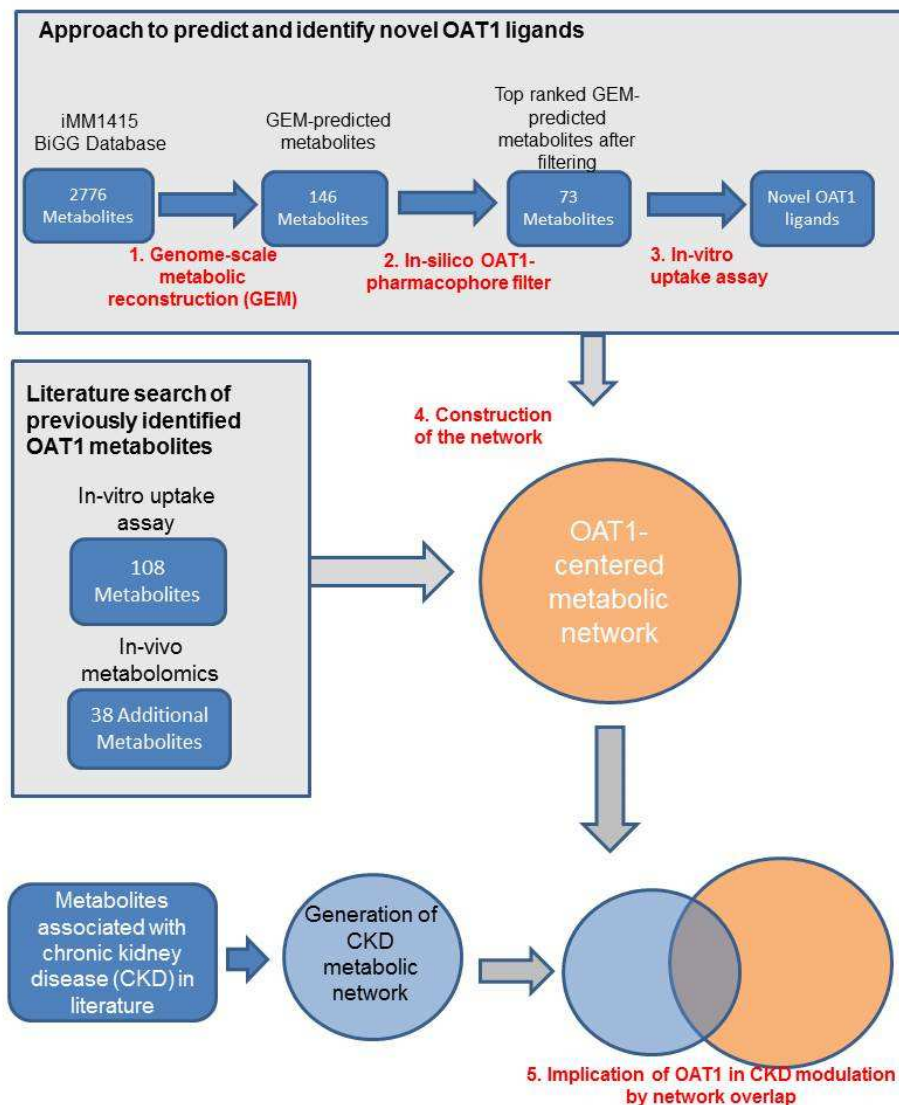 Approach to predict and identify novel OAT1 ligands
iMM1415
BiGG Database
2776
Metabolites
1. Genome-scale
metabolic
reconstruction (GEM)
GEM-predicted
metabolites
146
Metabolites
2. In-silico OAT1-
pharmacophore filter
Top ranked GEM-
predicted
metabolites after
filtering
73
Metabolites
3. In-vitro
uptake assay
Novel OAT1
ligands
Literature search of
previously identified
OAT1 metabolites
In-vitro uptake
assay
108
Metabolites
In-vivo
metabolomics
38 Additional
Metabolites
4. Construction
of the network
OAT1-
centered
metabolic
network
Metabolites
associated with
chronic kidney
disease (CKD) in
literature
Generation of
CKD
metabolic
network
5. Implication of OAT1 in CKD modulation
by network overlap